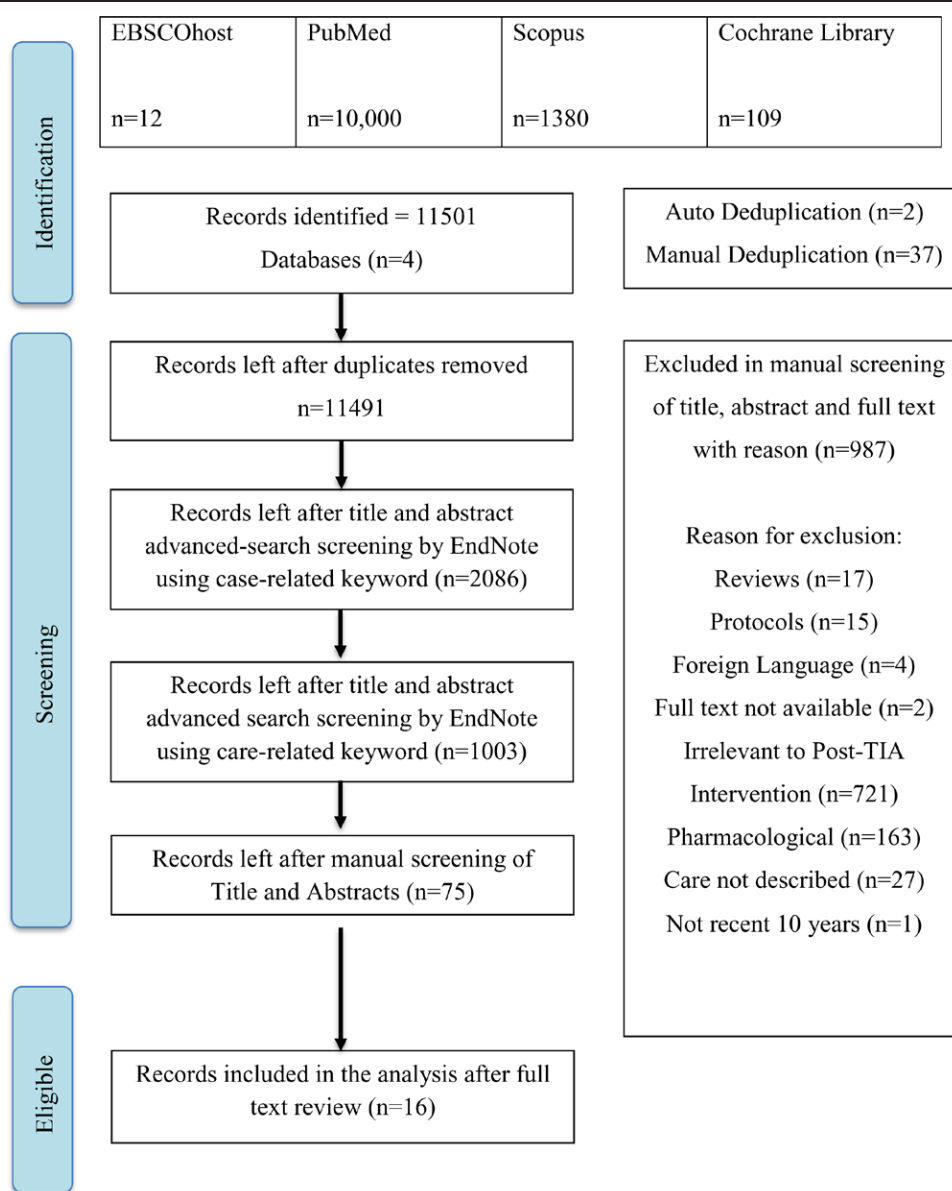 EBSCOhost
n=12
PubMed
n=10,000
Scopus
n=1380
Cochrane Library
n=109
Identification
Records identified = 11501
Databases (n=4)
Auto Deduplication (n=2)
Manual Deduplication (n=37)
Screening
Records left after duplicates removed
n=11491
Records left after title and abstract
advanced-search screening by EndNote
using case-related keyword (n=2086)
Records left after title and abstract
advanced search screening by EndNote
using care-related keyword (n=1003)
Records left after manual screening of
Title and Abstracts (n=75)
Excluded in manual screening
of title, abstract and full text
with reason (n=987)
Reason for exclusion:
Reviews (n=17)
Protocols (n=15)
Foreign Language (n=4)
Full text not available (n=2)
Irrelevant to Post-TIA
Intervention (n=721)
Pharmacological (n=163)
Care not described (n=27)
Not recent 10 years (n=1)
Eligible
Records included in the analysis after full
text review (n=16)